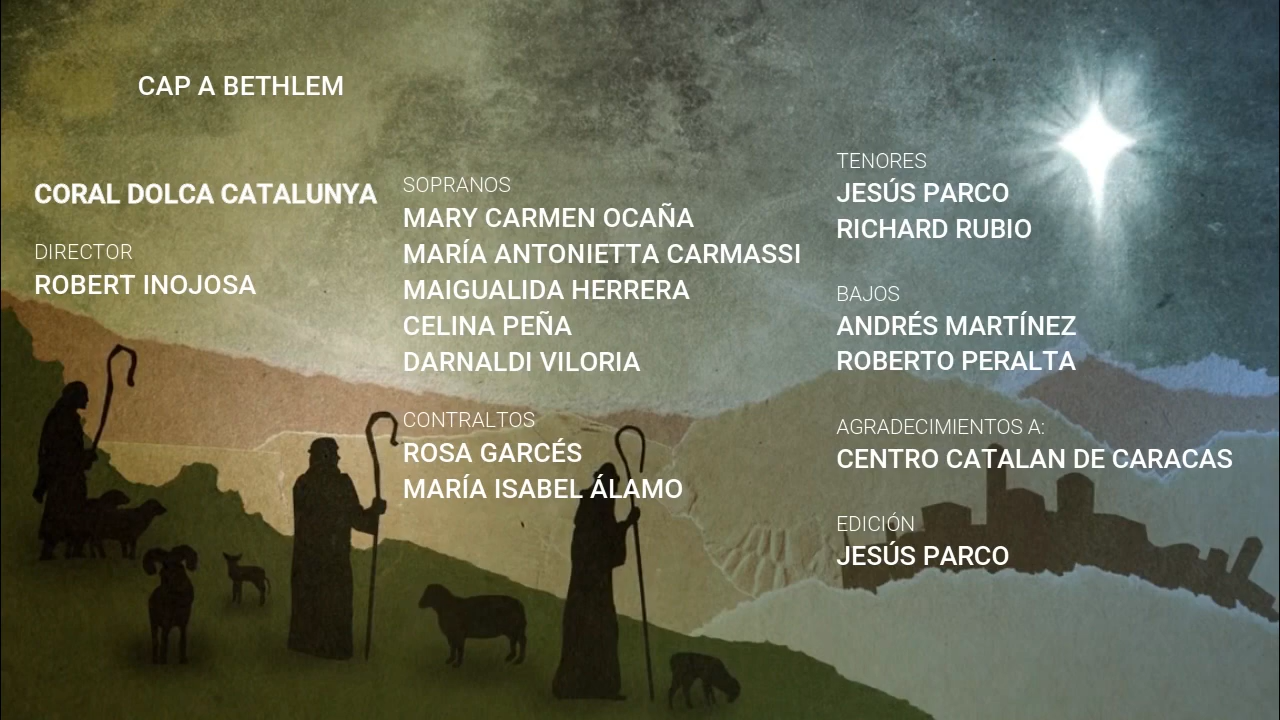 CAP A BETHLEM
CORAL DOLCA CATALUNYA
DIRECTOR
ROBERT INOJOSA
SOPRANOS
MARY CARMEN OCAÑA
MARÍA ANTONIETTA CARMASSI
MAIGUALIDA HERRERA
CELINA PEÑA
DARNALDI VILORIA
CONTRALTOS
ROSA GARCÉS
MARÍA ISABEL ÁLAMO
TENORES
JESÚS PARCO
RICHARD RUBIO
BAJOS
ANDRÉS MARTÍNEZ
ROBERTO PERALTA
AGRADECIMIENTOS A:
CENTRO CATALAN DE CARACAS
EDICIÓN
JESÚS PARCO